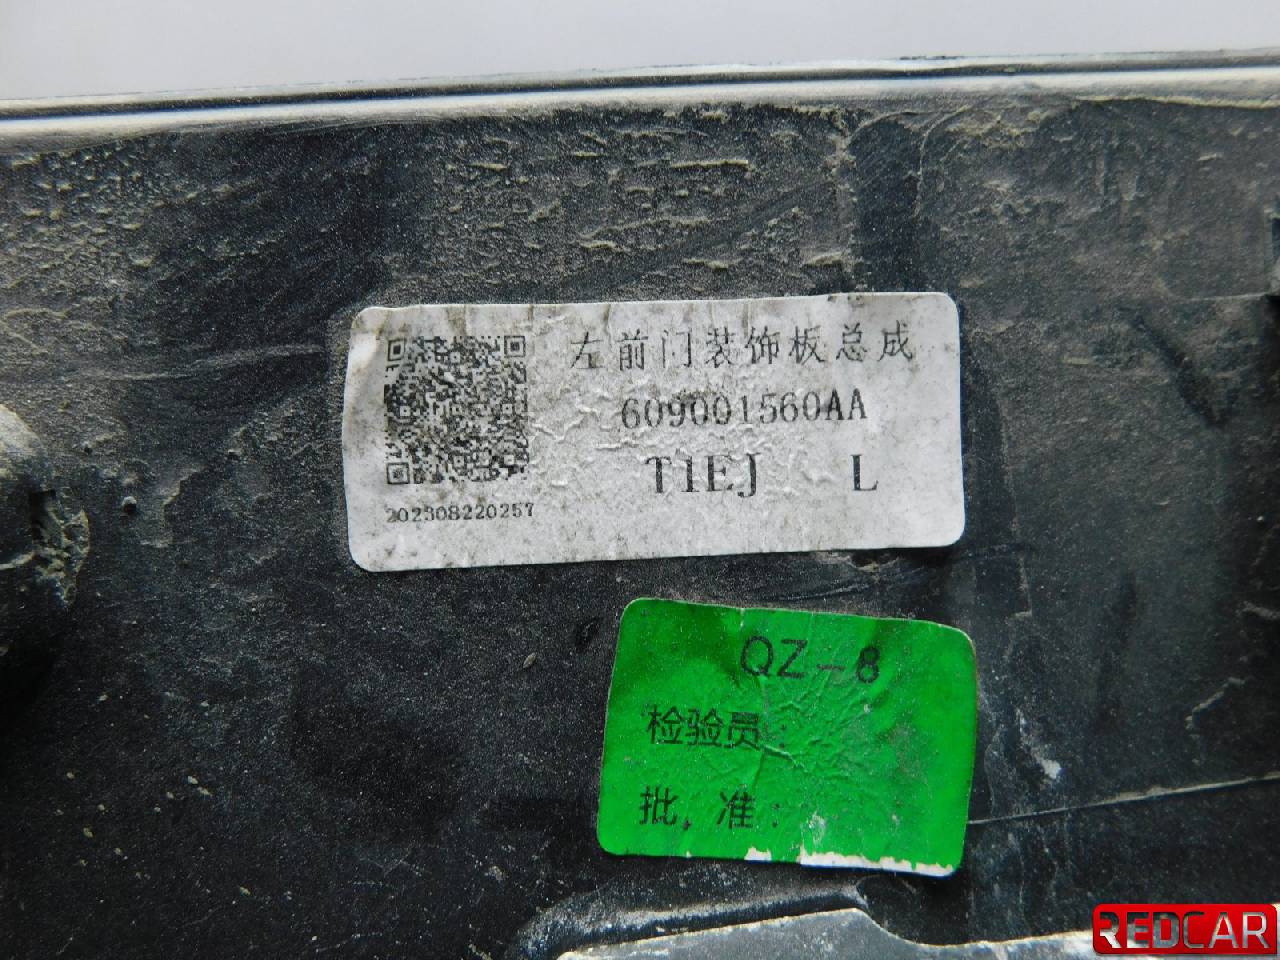 左前门装饰板总成
609001560AA
T1EJ L
202308220257
QZ-8
检验员:
批 准:
REDCAR